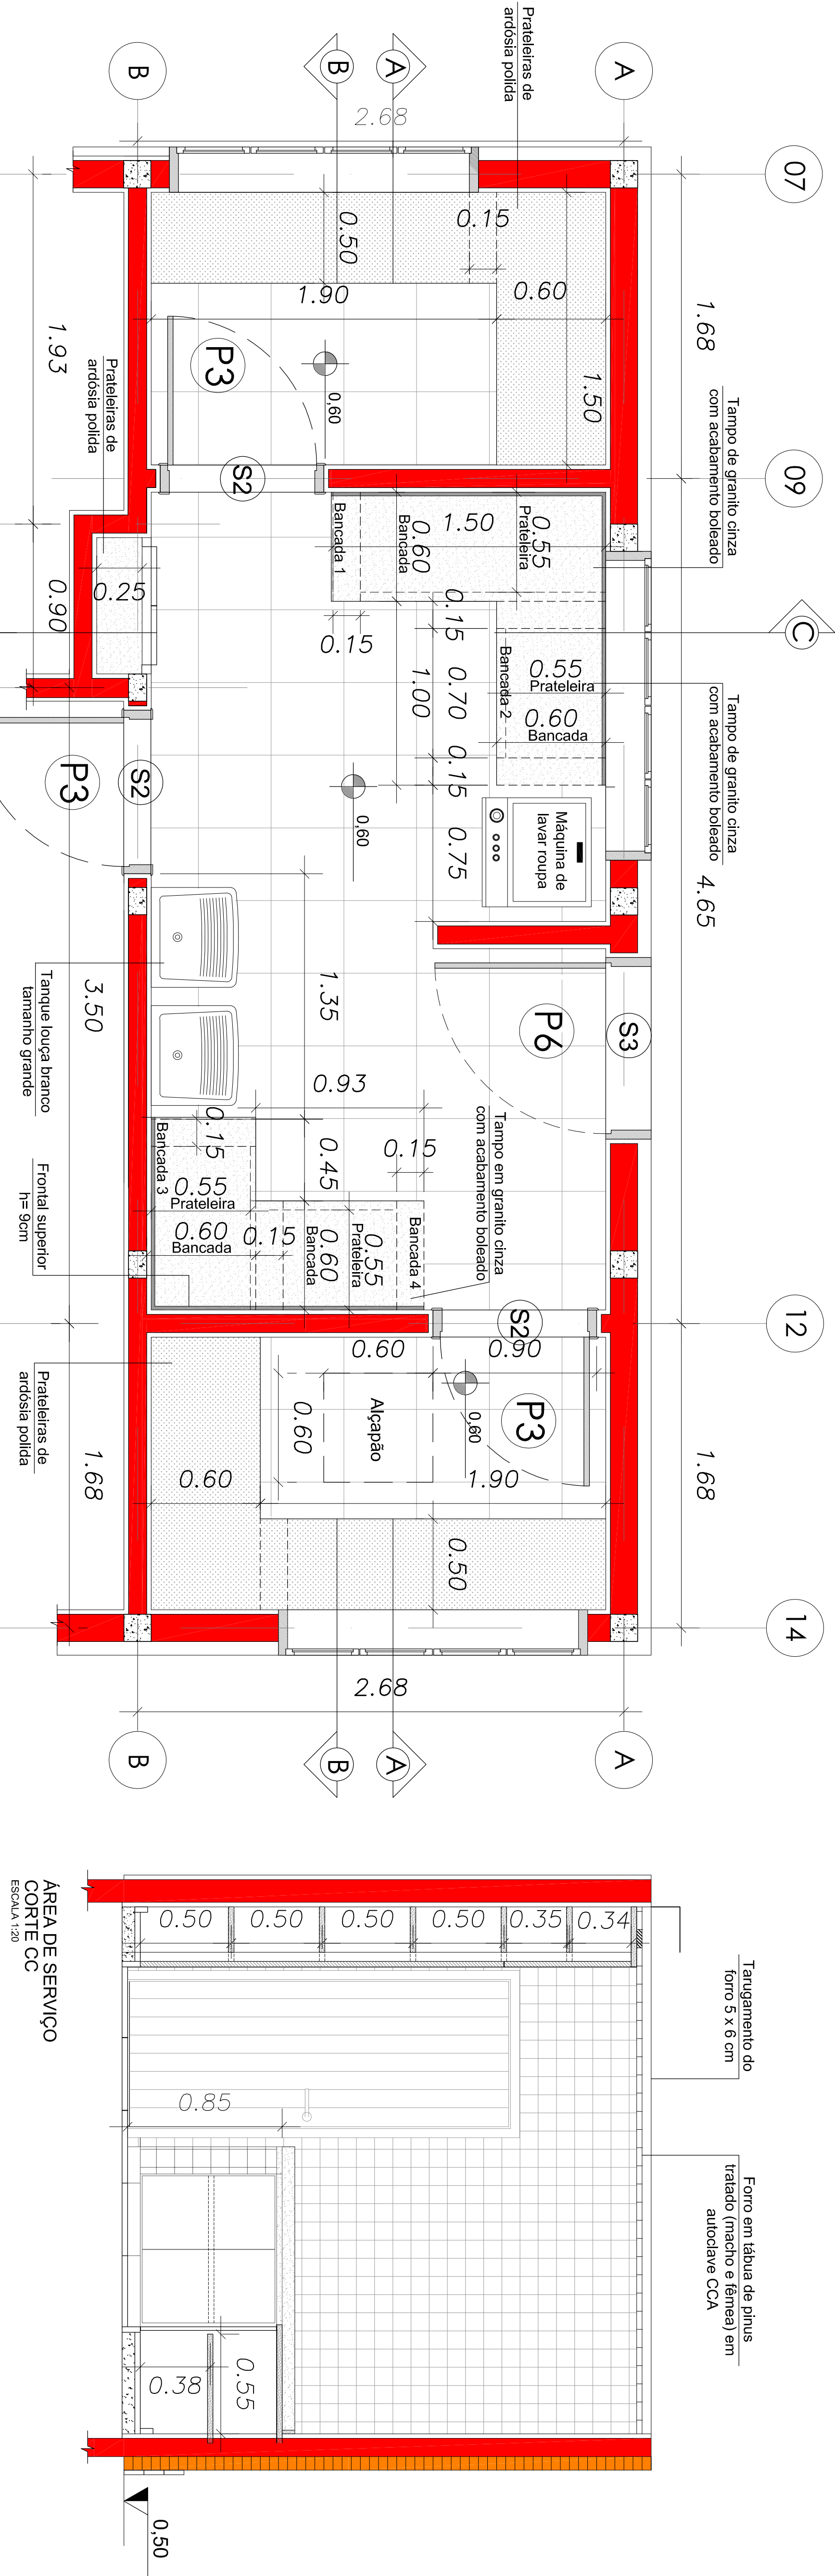 07
09
12
14
1.68
4.65
1.68
C
Tampo de granito cinza
com acabamento boleado
Tampo de granito cinza
com acabamento boleado
Prateleiras de
ardósia polida
A
A
A
A
B
B
B
B
2.68
2.68
S3
P6
0.15
0.60
1.50
0.50
1.90
P3
0,60
S2
0.55
Prateleira
1.50
0.60
Bancada
Bancada 1
0.15
0.15
0.70
0.15
0.75
1.00
Bancada 2
0.55
Prateleira
0.60
Bancada
Máquina de
lavar roupa
0,60
1.35
0.93
0.45
0.15
0.15
Tampo em granito cinza
com acabamento boleado
Bancada 4
0.55
Prateleira
0.60
Bancada
0.15
0.55
Prateleira
0.60
Bancada
Bancada 3
S2
0.60
0.90
P3
0,60
Alçapão
0.60
1.90
0.60
0.50
Prateleiras de
ardósia polida
0.25
S2
P3
1.93
0.90
3.50
1.68
Tanque louça branco
tamanho grande
Frontal superior
h= 9cm
Prateleiras de
ardósia polida
Tarugamento do
forro 5 x 6 cm
Forro em tábua de pinus
tratado (macho e fêmea) em
autoclave CCA
0.34
0.35
0.50
0.50
0.50
0.50
0.85
0.55
0.38
0,50
ÁREA DE SERVIÇO
CORTE CC
ESCALA 1:20